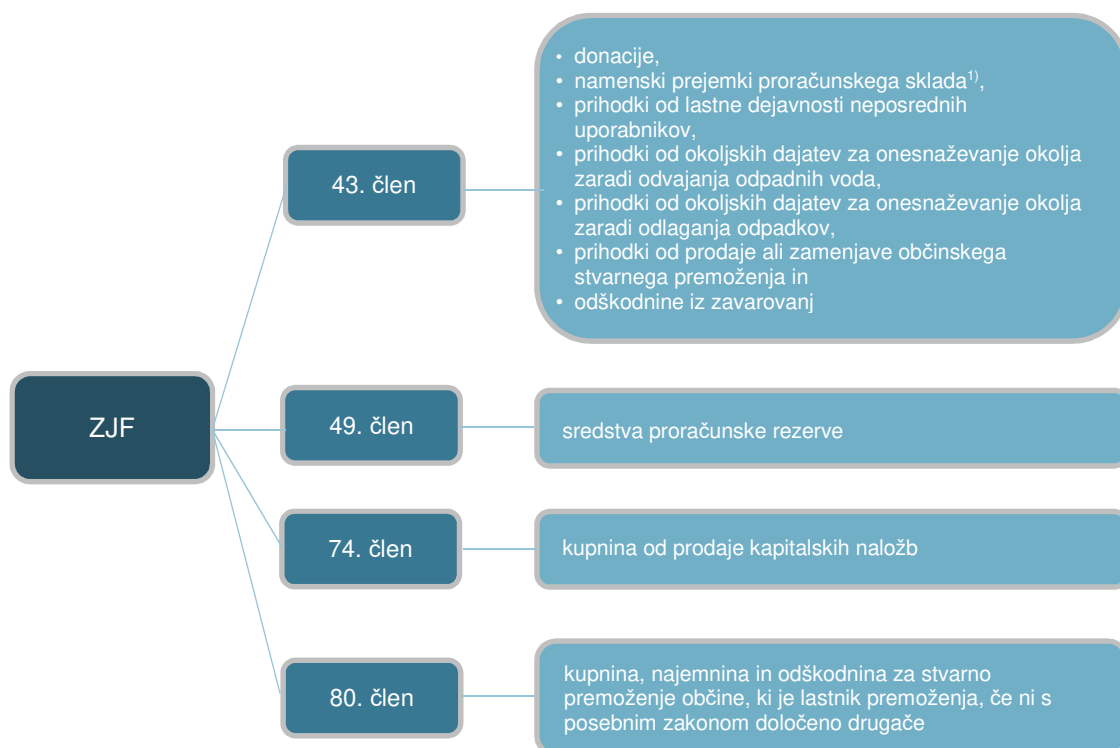 ZJF
43. člen
• donacije,
• namenski prejemki proračunskega sklada1),
• prihodki od lastne dejavnosti neposrednih
uporabnikov,
• prihodki od okoljskih dajatev za onesnaževanje okolja
zaradi odvajanja odpadnih voda,
• prihodki od okoljskih dajatev za onesnaževanje okolja
zaradi odlaganja odpadkov,
• prihodki od prodaje ali zamenjave občinskega
stvarnega premoženja in
• odškodnine iz zavarovanj
49. člen
sredstva proračunske rezerve
74. člen
kupnina od prodaje kapitalskih naložb
80. člen
kupnina, najemnina in odškodnina za stvarno
premoženje občine, ki je lastnik premoženja, če ni s
posebnim zakonom določeno drugače